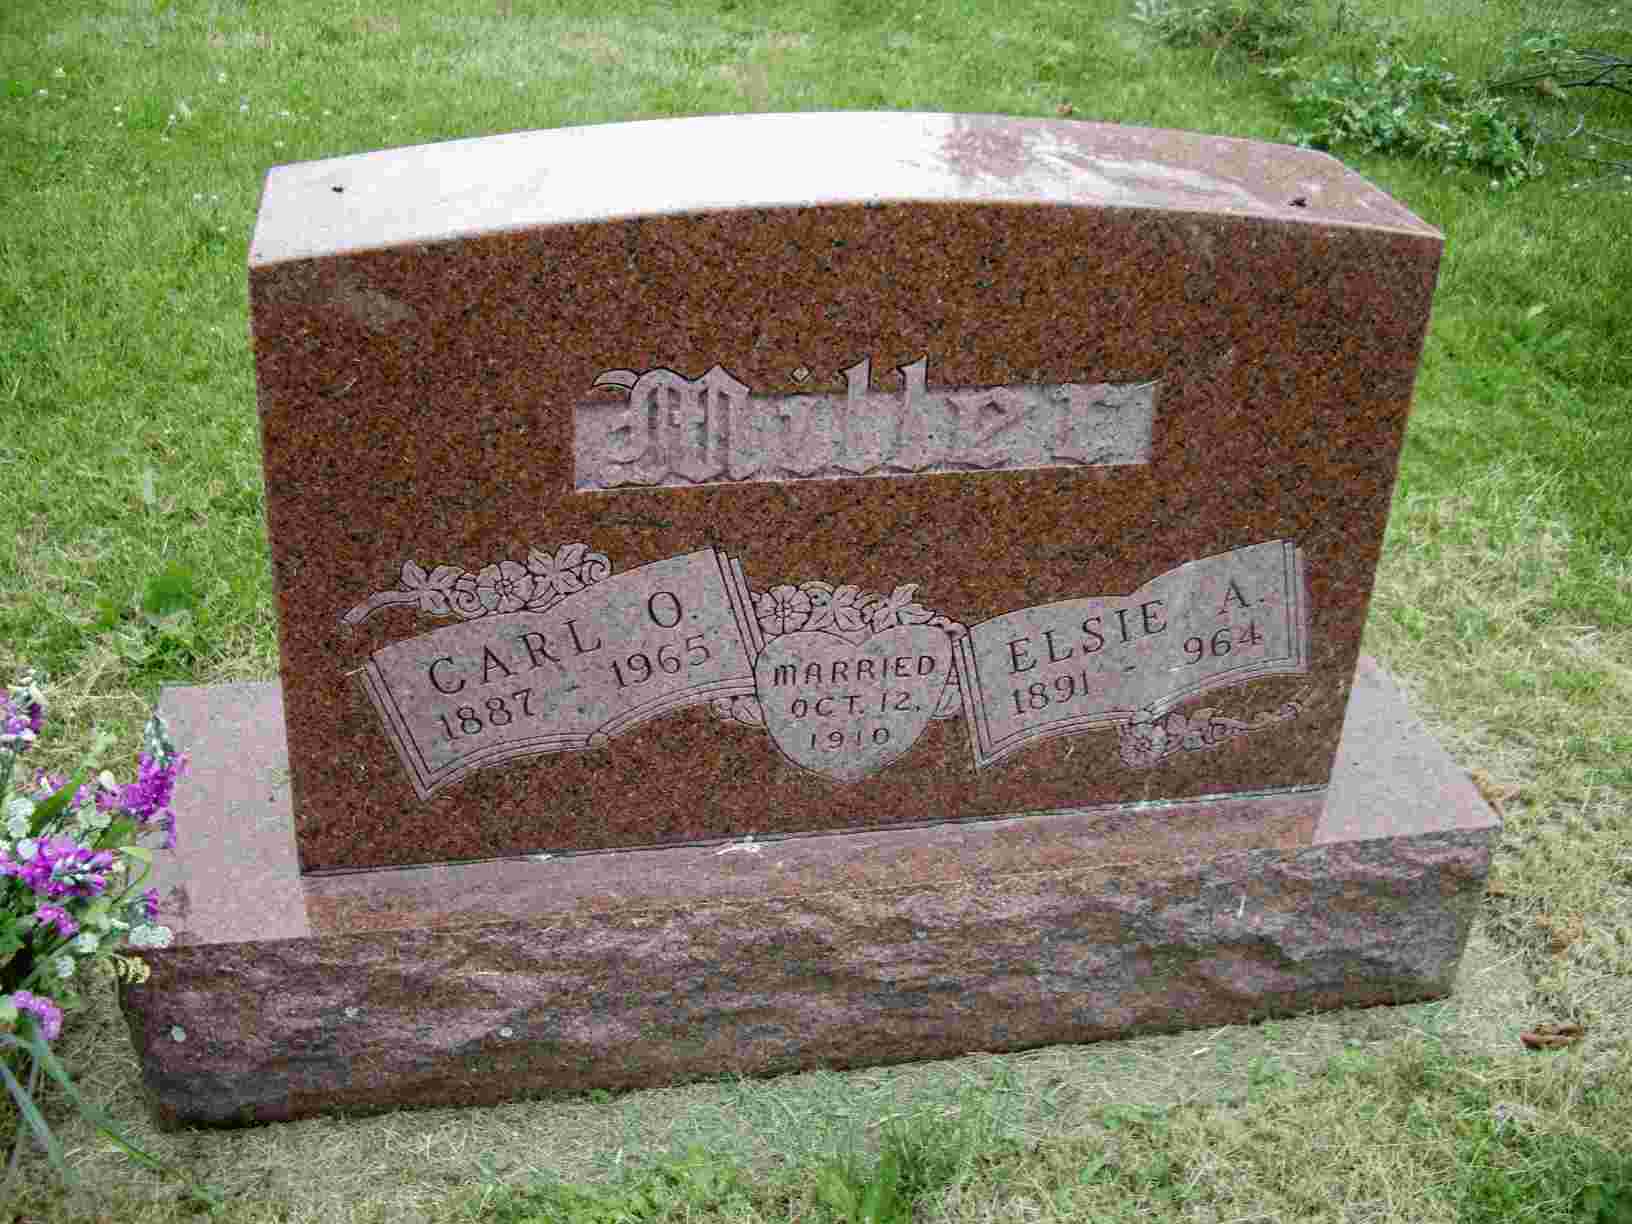 Miller
CARL O.
1887 - 1965
MARRIED
OCT. 12,
1910
ELSIE A.
1891 - 964